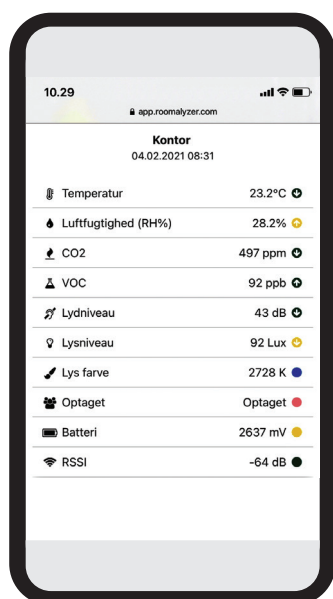 10.29
app.roomalyzer.com
Kontor
04.02.2021 08:31
Temperatur 23.2°C
Luftfugtighed (RH%) 28.2%
CO2 497 ppm
VOC 92 ppb
Lydniveau 43 dB
Lysniveau 92 Lux
Lys farve 2728 K
Optaget Optaget
Batteri 2637 mV
RSSI -64 dB